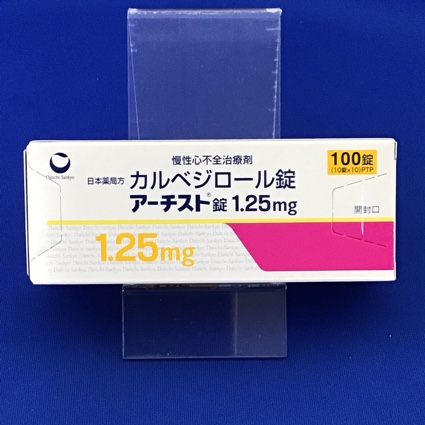 慢性心不全治療剤
Daiichi-Sankyo
日本薬局方 カルベジロール錠
アーチスト®錠 1.25mg
100錠
(10錠×10)PTP
開封口
1.25mg